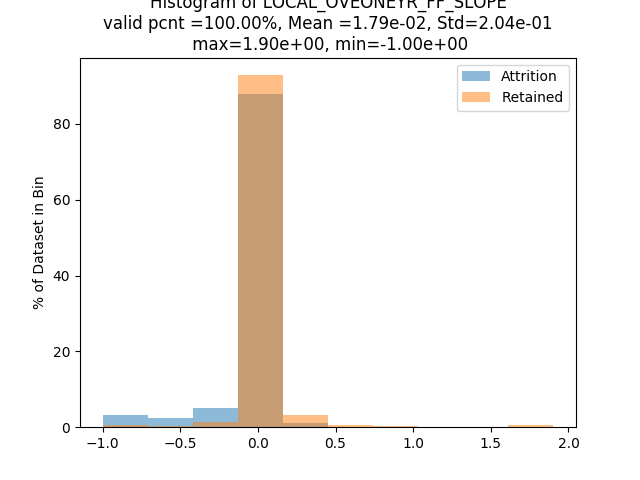 Histogram of LOCAL_OVEONEYR_FF_SLOPE
valid pcnt =100.00%, Mean =1.79e-02, Std=2.04e-01
max=1.90e+00, min=-1.00e+00
Attrition
Retained
% of Dataset in Bin
80
60
40
20
0
−1.0 −0.5 0.0 0.5 1.0 1.5 2.0